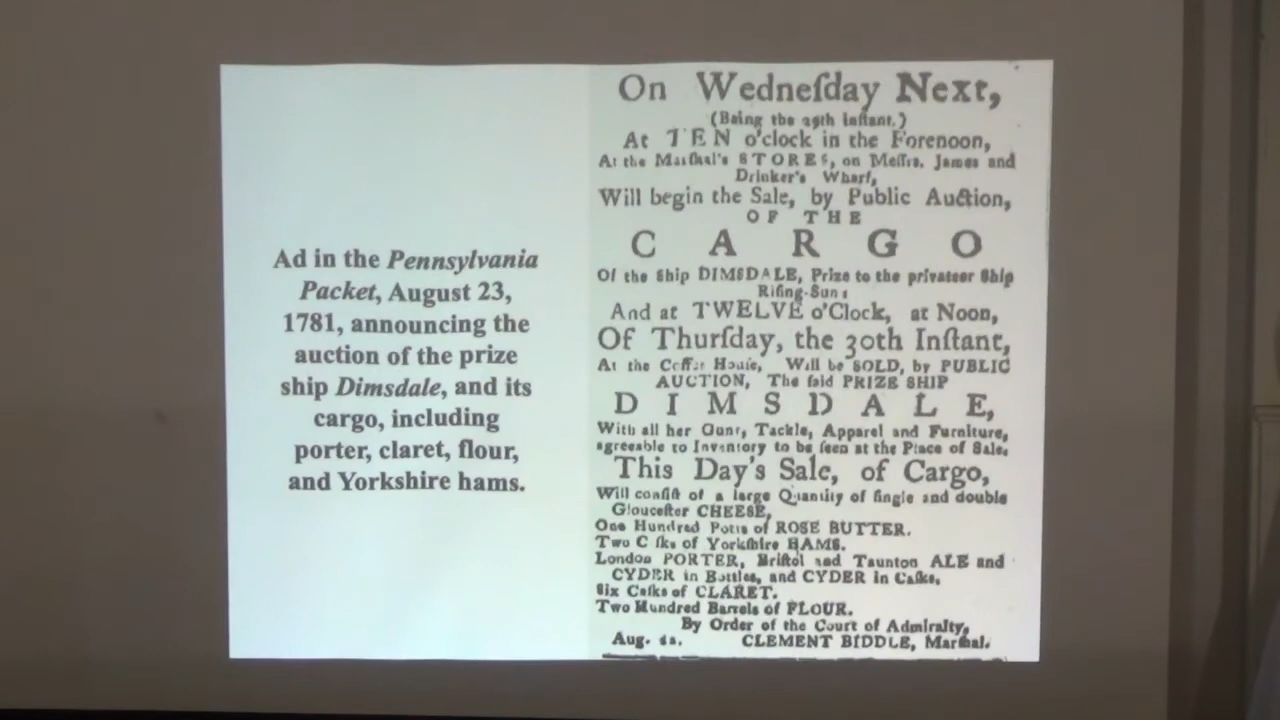 Ad in the Pennsylvania
Packet, August 23,
1781, announcing the
auction of the prize
ship Dimsdale, and its
cargo, including
porter, claret, flour,
and Yorkshire hams.
On Wedneſday Next,
(Being the 29th Inſtant.)
At TEN o'clock in the Forenoon,
At the Marſhal's STORES, on Meſſrs. James and
Drinker's Wharf,
Will begin the Sale, by Public Auction,
OF THE
CARGO
Of the Ship DIMSDALE, Prize to the privateer Ship
Riſing-Sun;
And at TWELVE o'Clock, at Noon,
Of Thurſday, the 30th Inſtant,
At the Coffee Houſe, Will be SOLD, by PUBLIC
AUCTION, The ſaid PRIZE SHIP
DIMSDALE,
With all her Guns, Tackle, Apparel and Furniture,
agreeable to Inventory to be ſeen at the Place of Sale.
This Day's Sale, of Cargo,
Will conſiſt of a large Quantity of ſingle and double
Glouceſter CHEESE,
One Hundred Potts of ROSE BUTTER.
Two C ſks of Yorkſhire HAMS.
London PORTER, Briſtol and Taunton ALE and
CYDER in Bottles, and CYDER in Caſks,
Six Caſks of CLARET.
Two Hundred Barrels of FLOUR.
By Order of the Court of Admiralty,
Aug. CLEMENT BIDDLE, Marſhal.